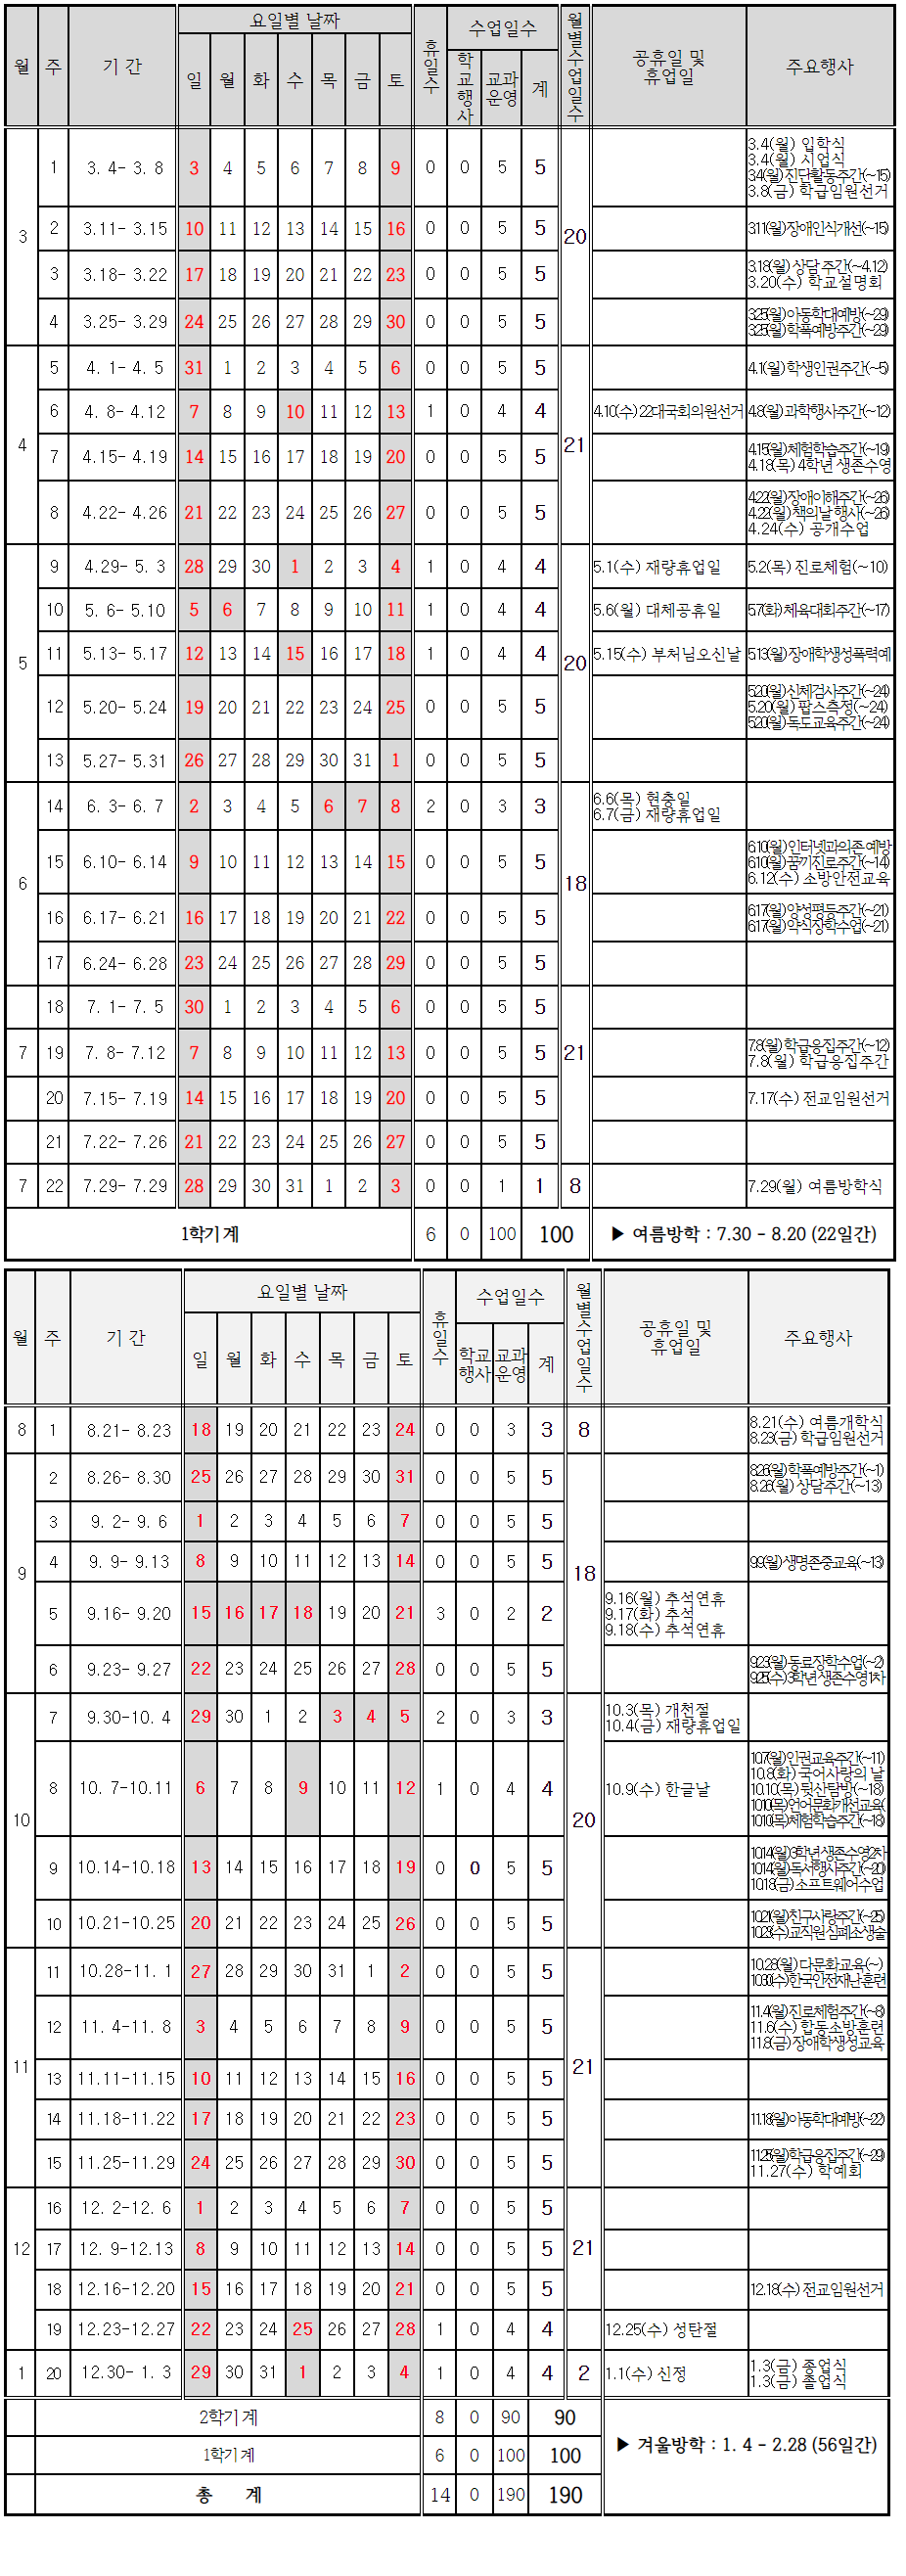 월 주 기 간 요일별 날짜 휴일수 수업일수 월별수업일수 공휴일 및 휴업일 주요행사
일 월 화 수 목 금 토 학교행사 교과운영 계
3 1 3. 4- 3. 8 3 4 5 6 7 8 9 0 0 5 5 20 3.4(월) 입학식
3.4(월) 시업식
3.4(월)진단활동주간(~15)
3.8(금) 학급임원선거
2 3.11- 3.15 10 11 12 13 14 15 16 0 0 5 5 3.11(월)장애인식개선(~15)
3 3.18- 3.22 17 18 19 20 21 22 23 0 0 5 5 3.18(월)상담주간(~4.12)
3.20(수) 학교설명회
4 3.25- 3.29 24 25 26 27 28 29 30 0 0 5 5 3.25(월)아동학대예방(~29)
3.25(월)학폭예방주간(~29)
4 5 4. 1- 4. 5 31 1 2 3 4 5 6 0 0 5 5 21 4.1(월)학생인권주간(~5)
6 4. 8- 4.12 7 8 9 10 11 12 13 1 0 4 4 4.10(수)22대국회의원선거 4.8(월)과학행사주간(~12)
7 4.15- 4.19 14 15 16 17 18 19 20 0 0 5 5 4.15(월)체험학습주간(~19)
4.18(목)4학년 생존수영
8 4.22- 4.26 21 22 23 24 25 26 27 0 0 5 5 4.22(월)장애이해주간(~26)
4.22(월)책의날행사(~26)
4.24(수) 공개수업
5 9 4.29- 5. 3 28 29 30 1 2 3 4 1 0 4 4 20 5.1(수) 재량휴업일 5.2(목) 진로체험(~10)
10 5. 6- 5.10 5 6 7 8 9 10 11 1 0 4 4 5.6(월) 대체공휴일 5.7(화)체육대회주간(~17)
11 5.13- 5.17 12 13 14 15 16 17 18 1 0 4 4 5.15(수) 부처님오신날 5.13(월)장애학생성폭력예
12 5.20- 5.24 19 20 21 22 23 24 25 0 0 5 5 5.20(월)신체검사주간(~24)
5.20(월)팝스측정(~24)
5.20(월)독도교육주간(~24)
13 5.27- 5.31 26 27 28 29 30 31 1 0 0 5 5
6 14 6. 3- 6. 7 2 3 4 5 6 7 8 2 0 3 3 18 6.6(목) 현충일
6.7(금) 재량휴업일
15 6.10- 6.14 9 10 11 12 13 14 15 0 0 5 5 6.10(월)인터넷과의존예방
6.10(월)꿈끼진로주간(~14)
6.12(수) 소방안전교육
16 6.17- 6.21 16 17 18 19 20 21 22 0 0 5 5 6.17(월)양성평등주간(~21)
6.17(월)약식장학수업(~21)
17 6.24- 6.28 23 24 25 26 27 28 29 0 0 5 5
7 18 7. 1- 7. 5 30 1 2 3 4 5 6 0 0 5 5 21
19 7. 8- 7.12 7 8 9 10 11 12 13 0 0 5 5 7.8(월)학급응집주간(~12)
7.8(월) 학급응집주간
20 7.15- 7.19 14 15 16 17 18 19 20 0 0 5 5 7.17(수) 전교임원선거
21 7.22- 7.26 21 22 23 24 25 26 27 0 0 5 5
7 22 7.29- 7.29 28 29 30 31 1 2 3 0 0 1 1 8 7.29(월) 여름방학식
1학기 계 6 0 100 100 ▶ 여름방학 : 7.30 - 8.20 (22일간)
월 주 기 간 요일별 날짜 휴일수 수업일수 월별수업일수 공휴일 및 휴업일 주요행사
일 월 화 수 목 금 토 학교행사 교과운영 계
8 1 8.21- 8.23 18 19 20 21 22 23 24 0 0 3 3 8 8.21(수) 여름개학식
8.23(금)학급임원선거
9 2 8.26- 8.30 25 26 27 28 29 30 31 0 0 5 5 18 8.26(월)학폭예방주간(~1)
8.26(월)상담주간(~13)
3 9. 2- 9. 6 1 2 3 4 5 6 7 0 0 5 5
4 9. 9- 9.13 8 9 10 11 12 13 14 0 0 5 5 9.9(월)생명존중교육(~13)
5 9.16- 9.20 15 16 17 18 19 20 21 3 0 2 2 9.16(월) 추석연휴
9.17(화) 추석
9.18(수) 추석연휴
6 9.23- 9.27 22 23 24 25 26 27 28 0 0 5 5 9.23(월)동료장학수업(~2)
9.25(수)3학년생존수영1차
10 7 9.30-10. 4 29 30 1 2 3 4 5 2 0 3 3 20 10.3(목) 개천절
10.4(금) 재량휴업일
8 10. 7-10.11 6 7 8 9 10 11 12 1 0 4 4 10.9(수) 한글날 10.7(월)인권교육주간(~11)
10.8(화)국어사랑의 날
10.10(목)뒷산탐방(~18)
10.10(목)언어문화개선교육(
10.10(목)체험학습주간(~18)
9 10.14-10.18 13 14 15 16 17 18 19 0 0 5 5 10.14(월)3학년생존수영2차
10.14(월)독서행사주간(~20)
10.18(금)소프트웨어수업
10 10.21-10.25 20 21 22 23 24 25 26 0 0 5 5 10.21(월)친구사랑주간(~25)
10.23(수)교직원심폐소생술
11 11 10.28-11. 1 27 28 29 30 31 1 2 0 0 5 5 21 10.28(월)다문화교육(~)
10.30(수)한국안전재난훈련
12 11. 4-11. 8 3 4 5 6 7 8 9 0 0 5 5 11.4(월)진로체험주간(~8)
11.6(수) 합동소방훈련
11.8(금)장애학생성교육
13 11.11-11.15 10 11 12 13 14 15 16 0 0 5 5
14 11.18-11.22 17 18 19 20 21 22 23 0 0 5 5 11.18(월)아동학대예방(~22)
15 11.25-11.29 24 25 26 27 28 29 30 0 0 5 5 11.25(월)학급응집주간(~29)
11.27(수) 학예회
12 16 12. 2-12. 6 1 2 3 4 5 6 7 0 0 5 5 21
17 12. 9-12.13 8 9 10 11 12 13 14 0 0 5 5
18 12.16-12.20 15 16 17 18 19 20 21 0 0 5 5 12.18(수)전교임원선거
19 12.23-12.27 22 23 24 25 26 27 28 1 0 4 4 12.25(수) 성탄절
1 20 12.30- 1. 3 29 30 31 1 2 3 4 1 0 4 4 2 1.1(수) 신정 1.3(금) 종업식
1.3(금) 졸업식
2학기 계 8 0 90 90
1학기 계 6 0 100 100 ▶ 겨울방학 : 1. 4 - 2.28 (56일간)
총 계 14 0 190 190